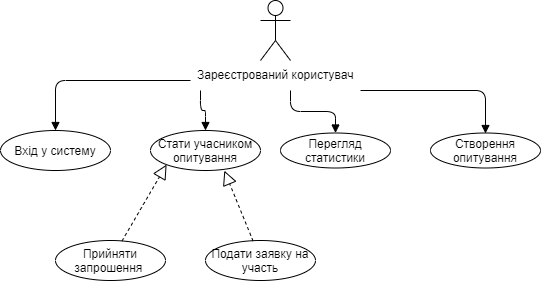 Зареєстрований користувач
Вхід у систему
Стати учасником
опитування
Перегляд
статистики
Створення
опитування
Прийняти
запрошення
Подати заявку на
участь